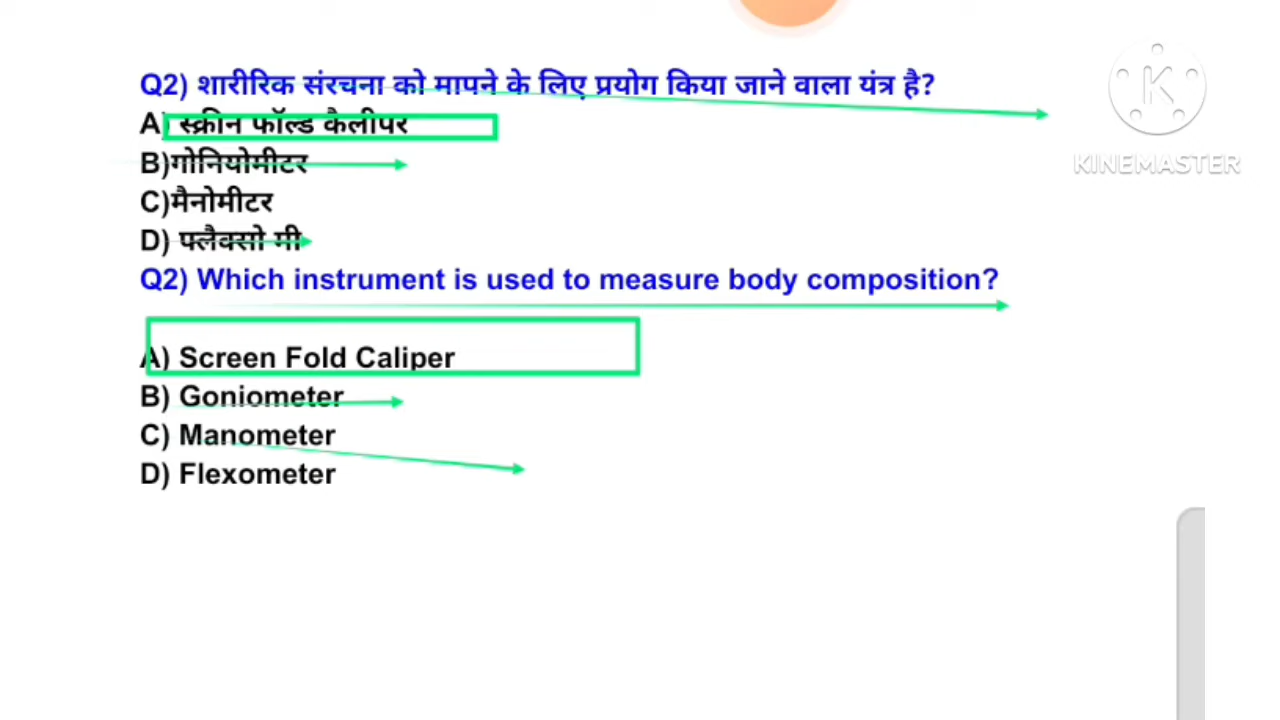 Q2) शारीरिक संरचना को मापने के लिए प्रयोग किया जाने वाला यंत्र है?
A) स्क्रीन फॉल्ड कैलीपर
B)गोनियोमीटर
C)मैनोमीटर
D) फ्लैक्सो मी
Q2) Which instrument is used to measure body composition?
A) Screen Fold Caliper
B) Goniometer
C) Manometer
D) Flexometer
K
KINEMASTER